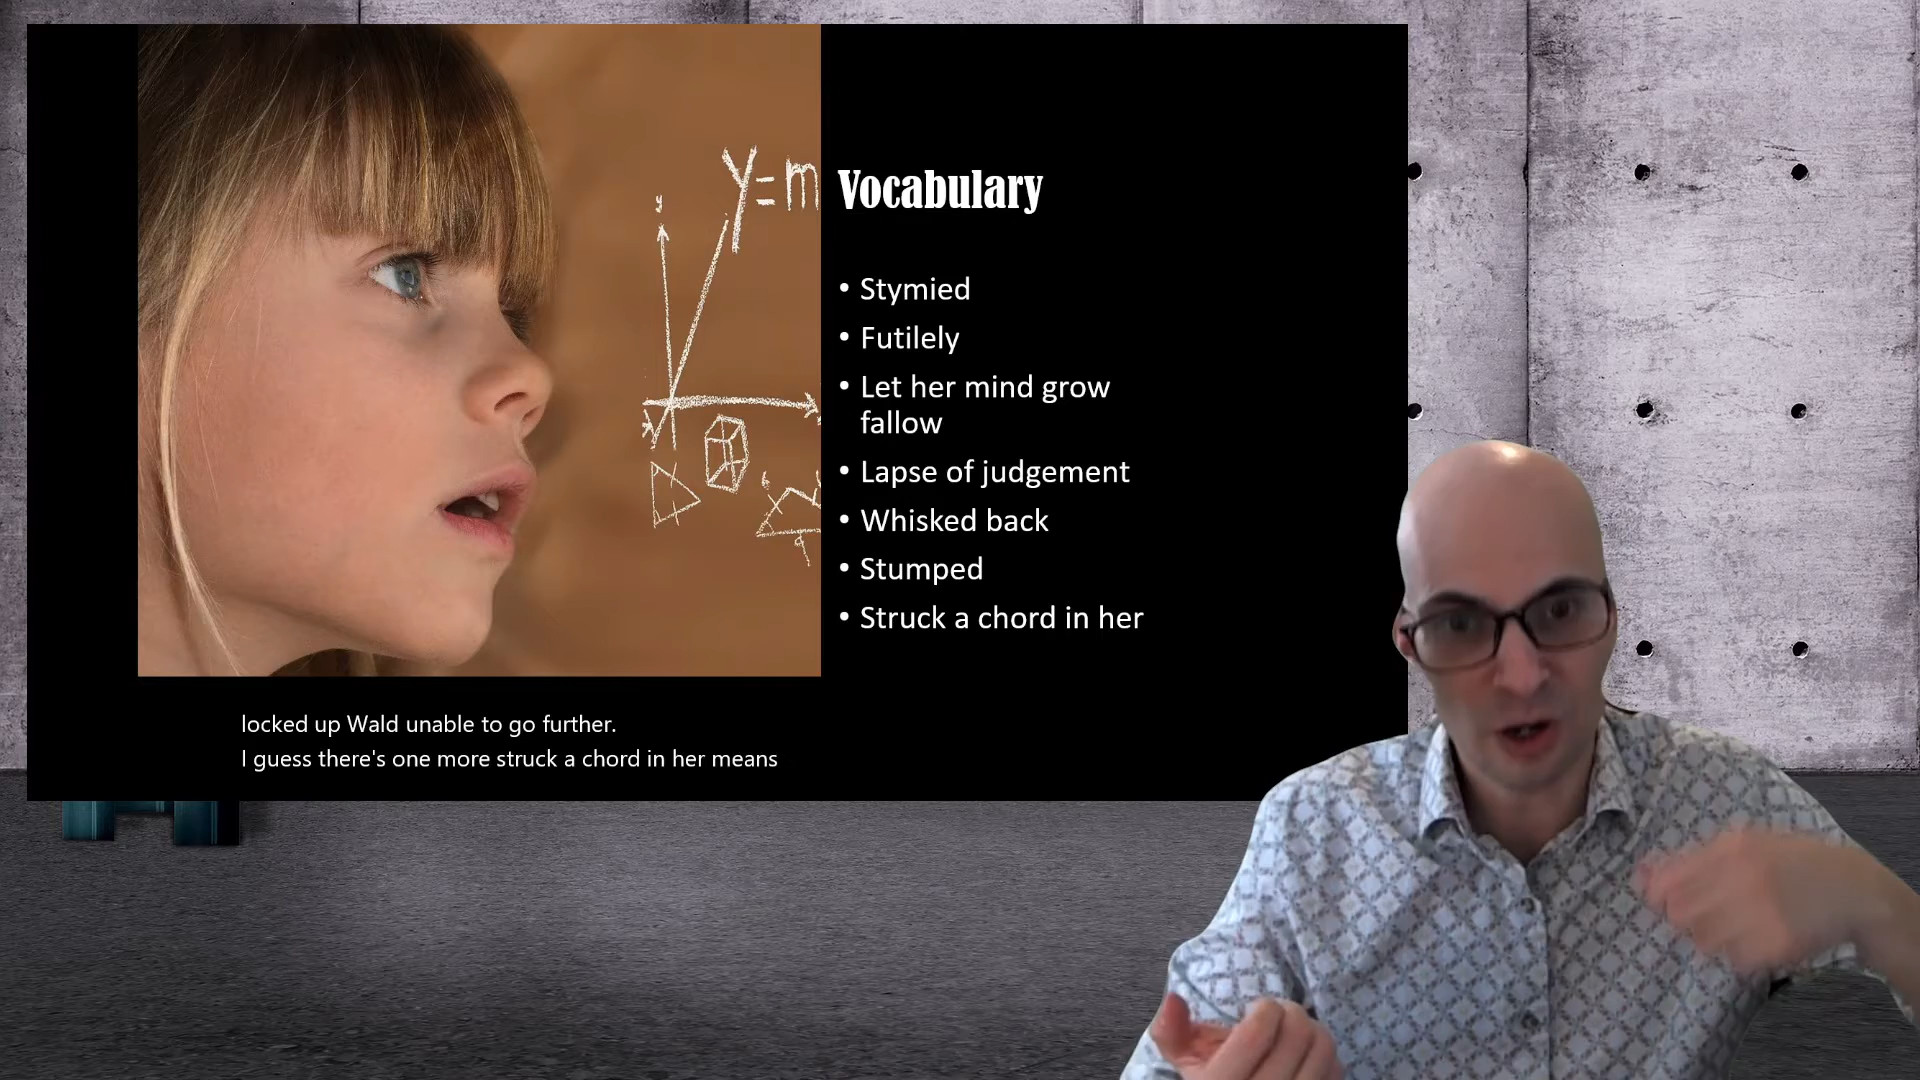 y
y=m
Vocabulary
• Stymied
• Futilely
• Let her mind grow
fallow
• Lapse of judgement
• Whisked back
• Stumped
• Struck a chord in her
locked up Wald unable to go further.
I guess there's one more struck a chord in her means